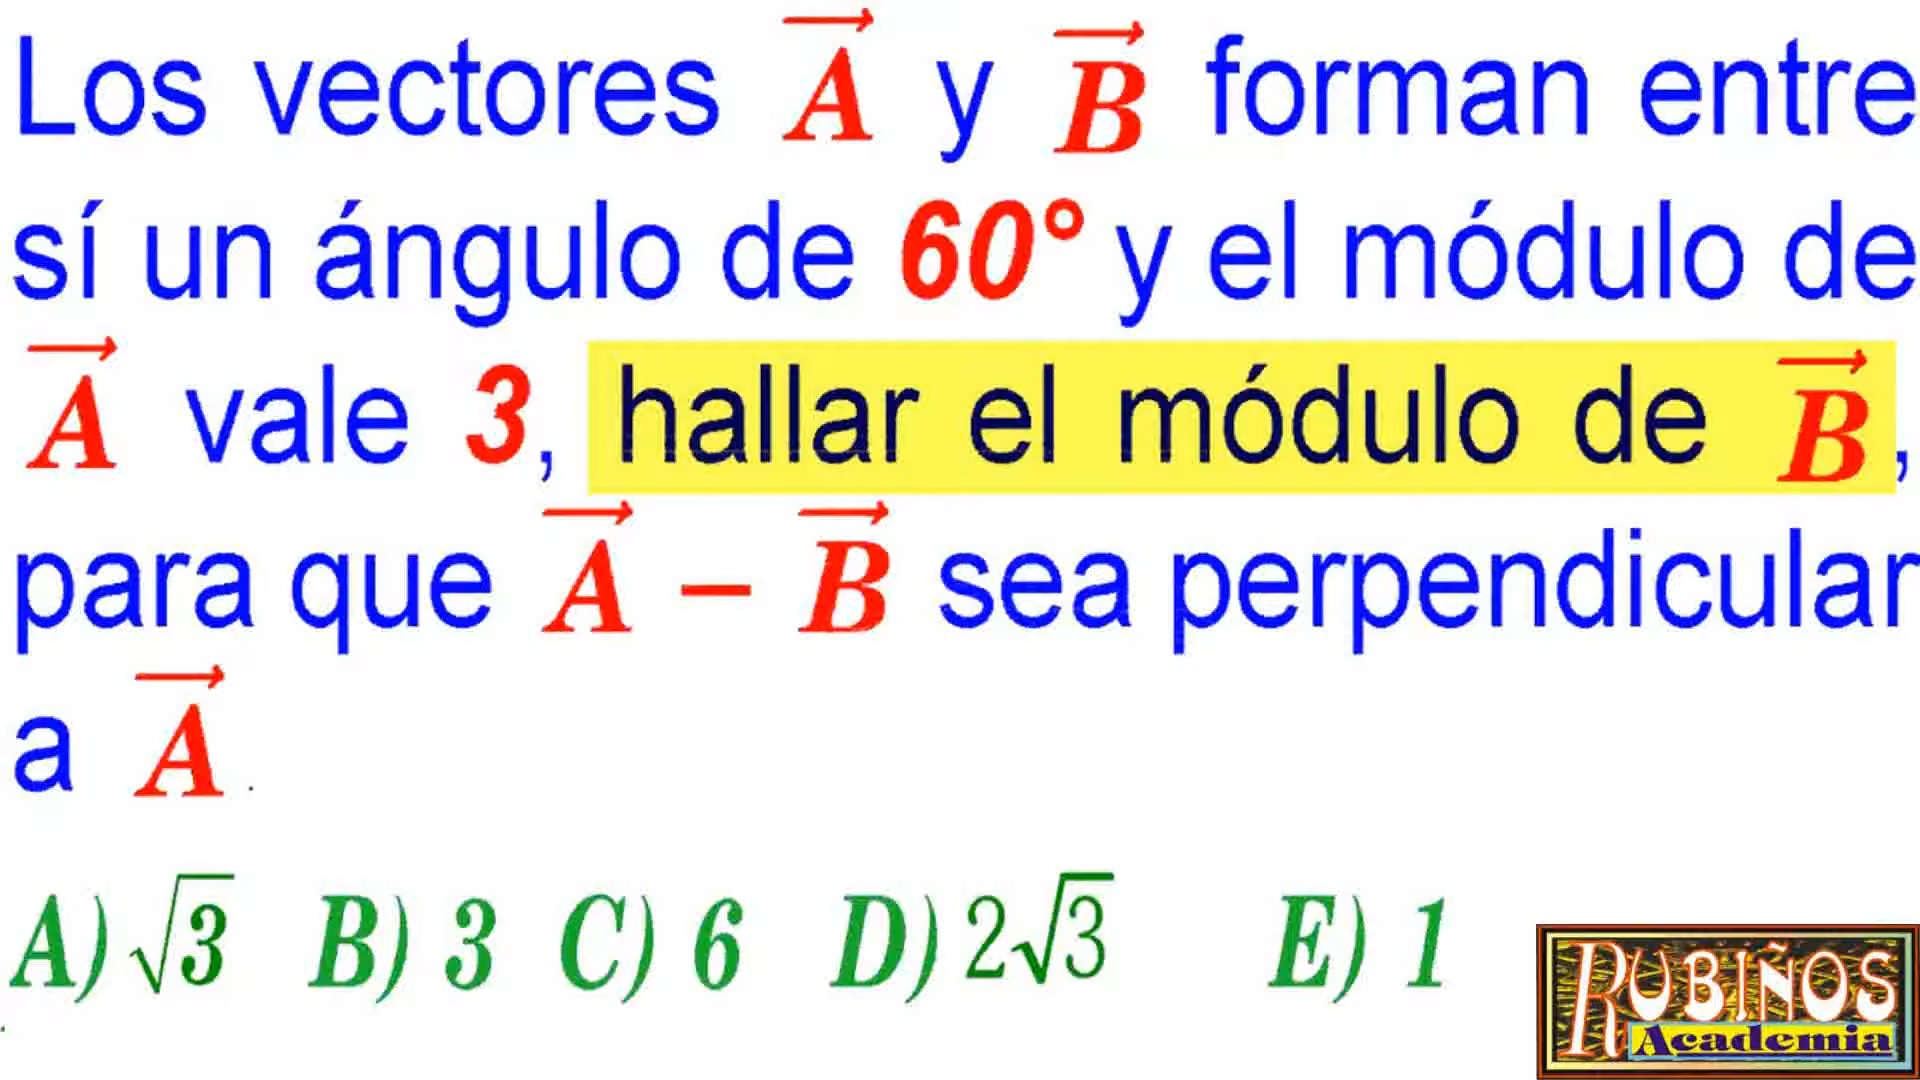 Los vectores A⃗ y B⃗ forman entre
sí un ángulo de 60° y el módulo de
A⃗ vale 3, hallar el módulo de B⃗,
para que A⃗ − B⃗ sea perpendicular
a A⃗ .
A) √3 B) 3 C) 6 D) 2√3 E) 1
RUBIÑOS
Academia